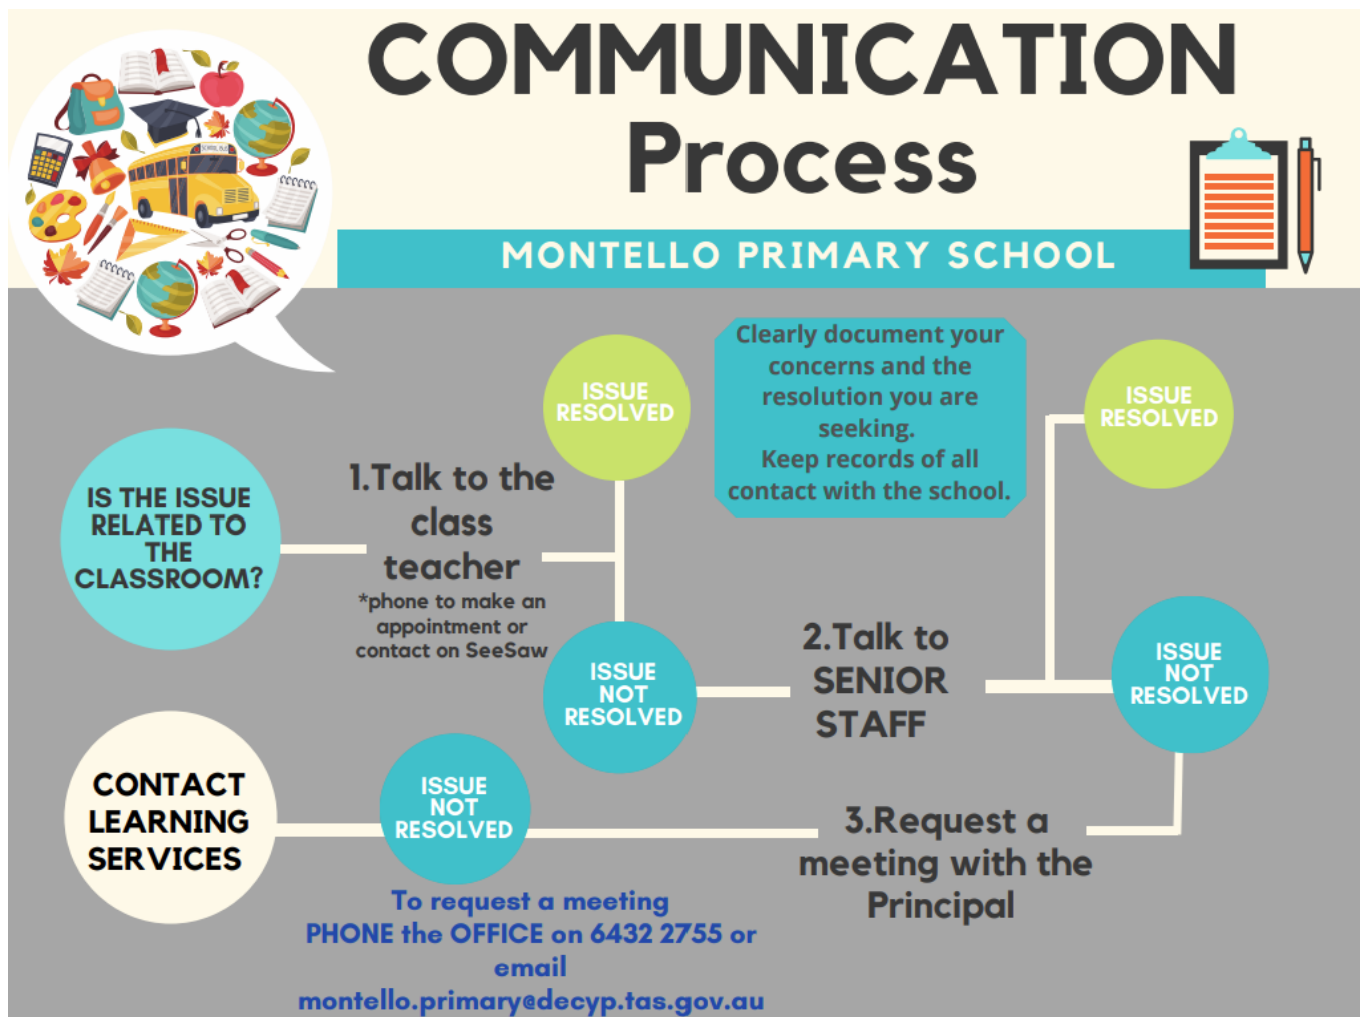 COMMUNICATION
Process
MONTELLO PRIMARY SCHOOL
SCHOOL BUS
Clearly document your
concerns and the
resolution you are
seeking.
Keep records of all
contact with the school.
ISSUE
RESOLVED
ISSUE
RESOLVED
IS THE ISSUE
RELATED TO
THE
CLASSROOM?
1.Talk to the
class
teacher
*phone to make an
appointment or
contact on SeeSaw
ISSUE
NOT
RESOLVED
2.Talk to
SENIOR
STAFF
ISSUE
NOT
RESOLVED
3.Request a
meeting with the
Principal
ISSUE
NOT
RESOLVED
CONTACT
LEARNING
SERVICES
To request a meeting
PHONE the OFFICE on 6432 2755 or
email
montello.primary@decyp.tas.gov.au